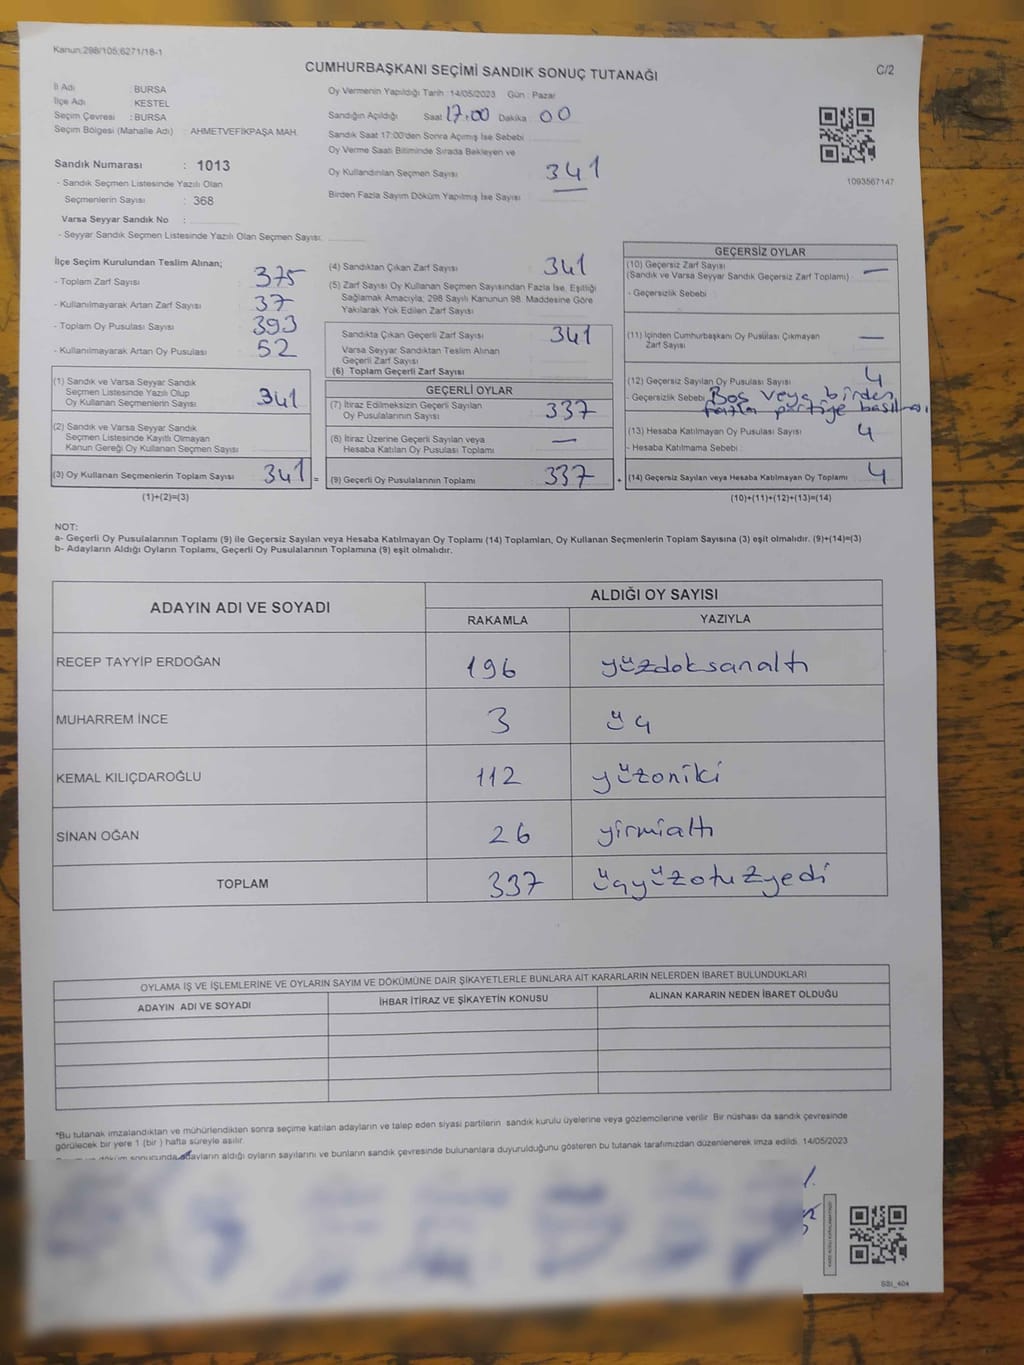 Kanun:298/105;6271/18-1
CUMHURBAŞKANI SEÇİMİ SANDIK SONUÇ TUTANAĞI
C/2
İl Adı : BURSA
İlçe Adı : KESTEL
Seçim Çevresi : BURSA
Seçim Bölgesi (Mahalle Adı) : AHMETVEFİKPAŞA MAH.
Sandık Numarası : 1013
- Sandık Seçmen Listesinde Yazılı Olan
Seçmenlerin Sayısı : 368
Varsa Seyyar Sandık No :
- Seyyar Sandık Seçmen Listesinde Yazılı Olan Seçmen Sayısı:
Oy Vermenin Yapıldığı Tarih : 14/05/2023 Gün : Pazar
Sandığın Açıldığı Saat 17:00 Dakika : 00
Sandık Saat 17:00'den Sonra Açılmış İse Sebebi
Oy Verme Saati Bitiminde Sırada Bekleyen ve
Oy Kullandırılan Seçmen Sayısı 341
Birden Fazla Sayım Döküm Yapılmış İse Sayısı
1093567147
İlçe Seçim Kurulundan Teslim Alınan;
- Toplam Zarf Sayısı 375
- Kullanılmayarak Artan Zarf Sayısı 37
- Toplam Oy Pusulası Sayısı 393
- Kullanılmayarak Artan Oy Pusulası 52
(1) Sandık ve Varsa Seyyar Sandık
Seçmen Listesinde Yazılı Olup
Oy Kullanan Seçmenlerin Sayısı 341
(2) Sandık ve Varsa Seyyar Sandık
Seçmen Listesinde Kayıtlı Olmayan
Kanun Gereği Oy Kullanan Seçmen Sayısı
(3) Oy Kullanan Seçmenlerin Toplam Sayısı 341 =
(1)+(2)=(3)
(4) Sandıktan Çıkan Zarf Sayısı 341
(5) Zarf Sayısı Oy Kullanan Seçmen Sayısından Fazla İse, Eşitliği
Sağlamak Amacıyla; 298 Sayılı Kanunun 98. Maddesine Göre
Yakılarak Yok Edilen Zarf Sayısı
Sandıkta Çıkan Geçerli Zarf Sayısı 341
Varsa Seyyar Sandıktan Teslim Alınan
Geçerli Zarf Sayısı
(6) Toplam Geçerli Zarf Sayısı
GEÇERLİ OYLAR
(7) İtiraz Edilmeksizin Geçerli Sayılan
Oy Pusulalarının Sayısı 337
(8) İtiraz Üzerine Geçerli Sayılan veya
Hesaba Katılan Oy Pusulası Toplamı —
(9) Geçerli Oy Pusulalarının Toplamı 337 +
GEÇERSİZ OYLAR
(10) Geçersiz Zarf Sayısı
(Sandık ve Varsa Seyyar Sandık Geçersiz Zarf Toplamı) —
- Geçersizlik Sebebi
(11) İçinden Cumhurbaşkanı Oy Pusulası Çıkmayan
Zarf Sayısı —
(12) Geçersiz Sayılan Oy Pusulası Sayısı 4
Geçersizlik Sebebi Boş veya birden
fazla partiye basılması
(13) Hesaba Katılmayan Oy Pusulası Sayısı 4
- Hesaba Katılmama Sebebi
(14) Geçersiz Sayılan veya Hesaba Katılmayan Oy Toplamı 4
(10)+(11)+(12)+(13)=(14)
NOT:
a- Geçerli Oy Pusulalarının Toplamı (9) ile Geçersiz Sayılan veya Hesaba Katılmayan Oy Toplamı (14) Toplamları, Oy Kullanan Seçmenlerin Toplam Sayısına (3) eşit olmalıdır. (9)+(14)=(3)
b- Adayların Aldığı Oyların Toplamı, Geçerli Oy Pusulalarının Toplamına (9) eşit olmalıdır.
ADAYIN ADI VE SOYADI ALDIĞI OY SAYISI
RAKAMLA YAZIYLA
RECEP TAYYİP ERDOĞAN 196 yüzdoksanaltı
MUHARREM İNCE 3 üç
KEMAL KILIÇDAROĞLU 112 yüzoniki
SİNAN OĞAN 26 yirmialtı
TOPLAM 337 üçyüzotuzyedi
OYLAMA İŞ VE İŞLEMLERİNE VE OYLARIN SAYIM VE DÖKÜMÜNE DAİR ŞİKAYETLERLE BUNLARA AİT KARARLARIN NELERDEN İBARET BULUNDUKLARI
ADAYIN ADI VE SOYADI İHBAR İTİRAZ VE ŞİKAYETİN KONUSU ALINAN KARARIN NEDEN İBARET OLDUĞU
*Bu tutanak imzalandıktan ve mühürlendikten sonra seçime katılan adayların ve talep eden siyasi partilerin sandık kurulu üyelerine veya gözlemcilerine verilir. Bir nüshası da sandık çevresinde
görülecek bir yere 1 (bir ) hafta süreyle asılır.
döküm sonucunda adayların aldığı oyların sayılarını ve bunların sandık çevresinde bulunanlara duyurulduğunu gösteren bu tutanak tarafımızdan düzenlenerek imza edildi. 14/05/2023
SSI_404